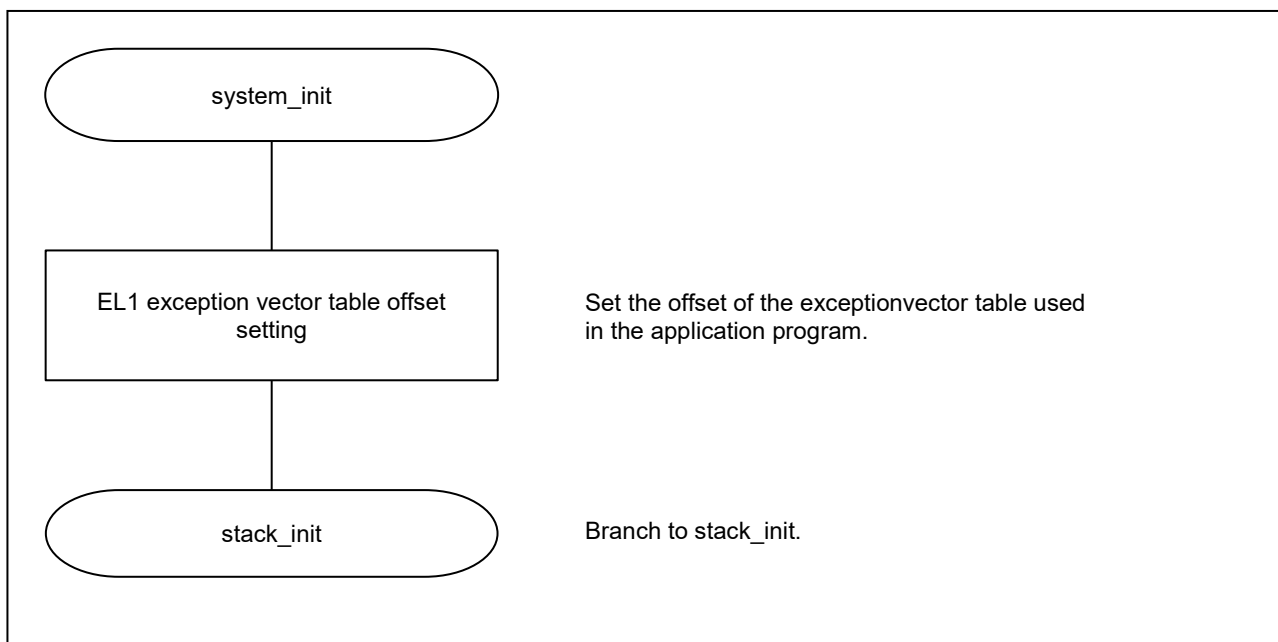 system_init
EL1 exception vector table offset
setting
Set the offset of the exceptionvector table used
in the application program.
stack_init
Branch to stack_init.